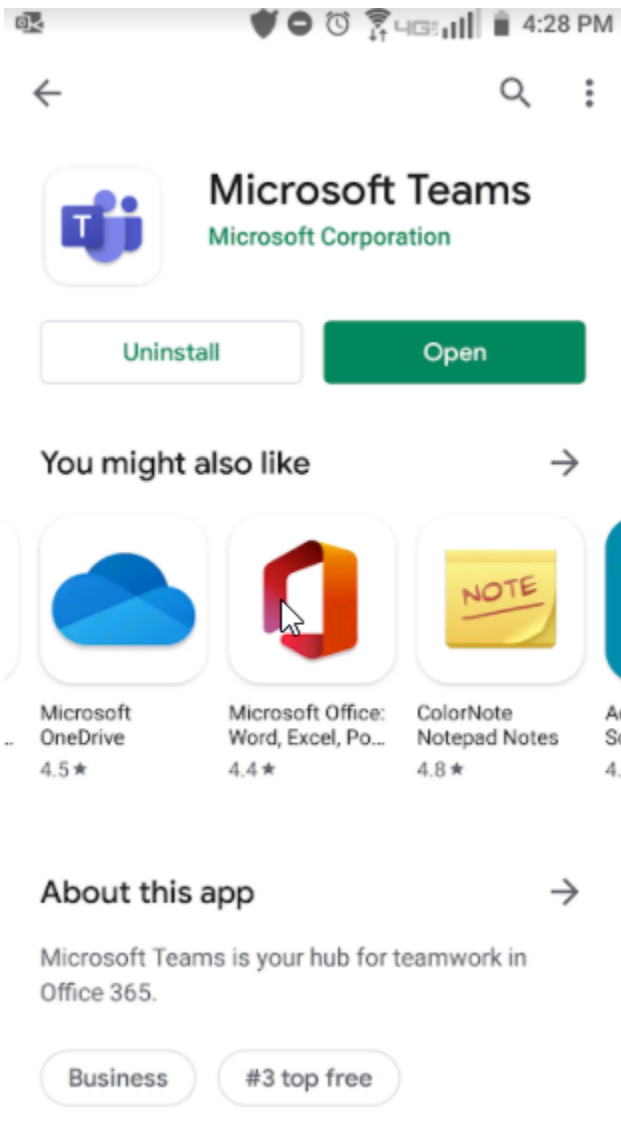 4G 4:28 PM
Microsoft Teams
T
Microsoft Corporation
Uninstall
Open
You might also like
NOTE
Microsoft
OneDrive
4.5★
Microsoft Office:
Word, Excel, Po...
4.4★
ColorNote
Notepad Notes
4.8★
About this app
Microsoft Teams is your hub for teamwork in
Office 365.
Business
#3 top free